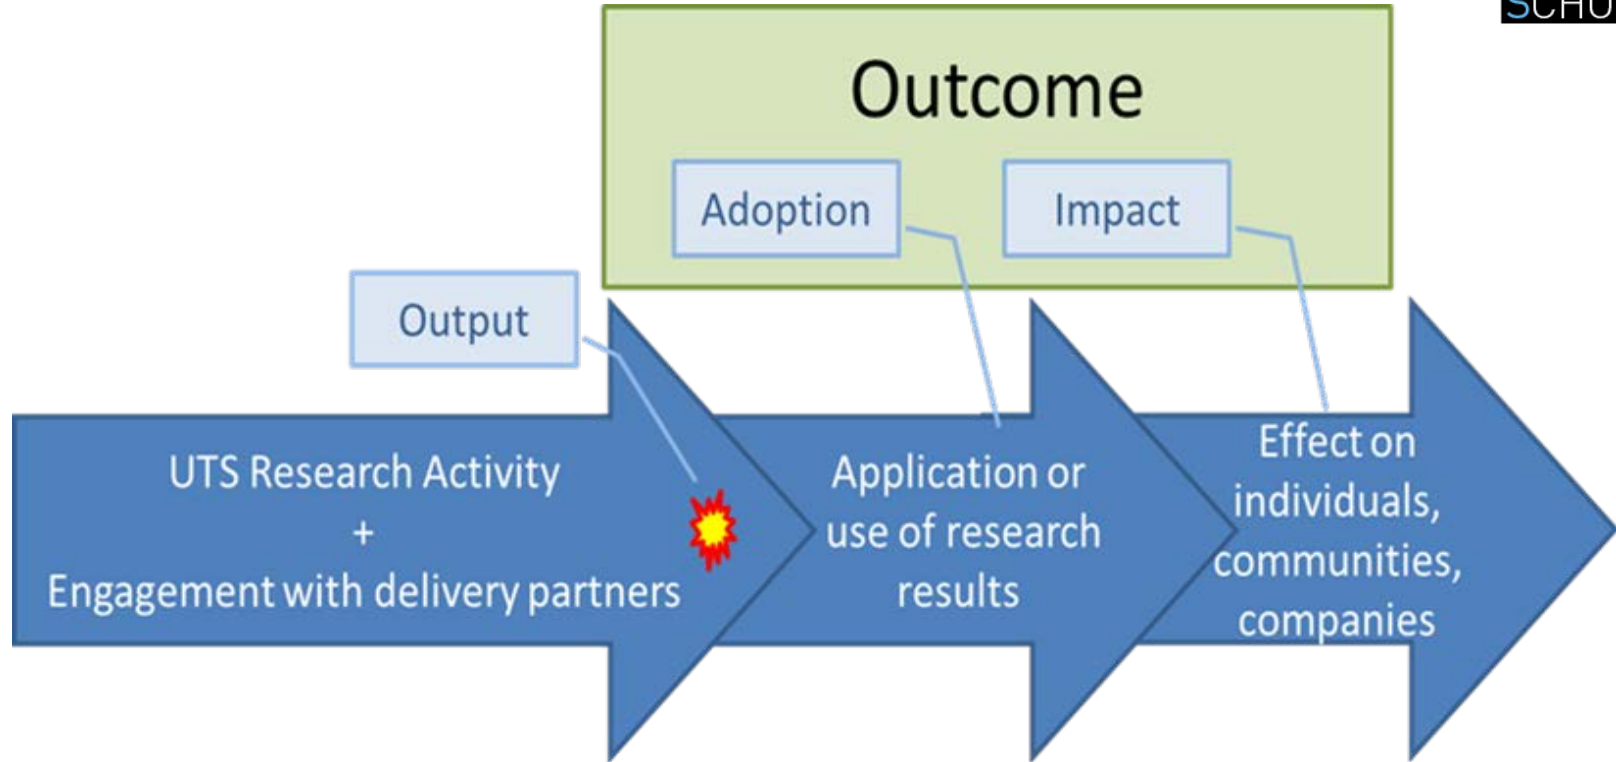 SCHO
Outcome
Adoption
Impact
Output
UTS Research Activity
+
Engagement with delivery partners
Application or
use of research
results
Effect on
individuals,
communities,
companies